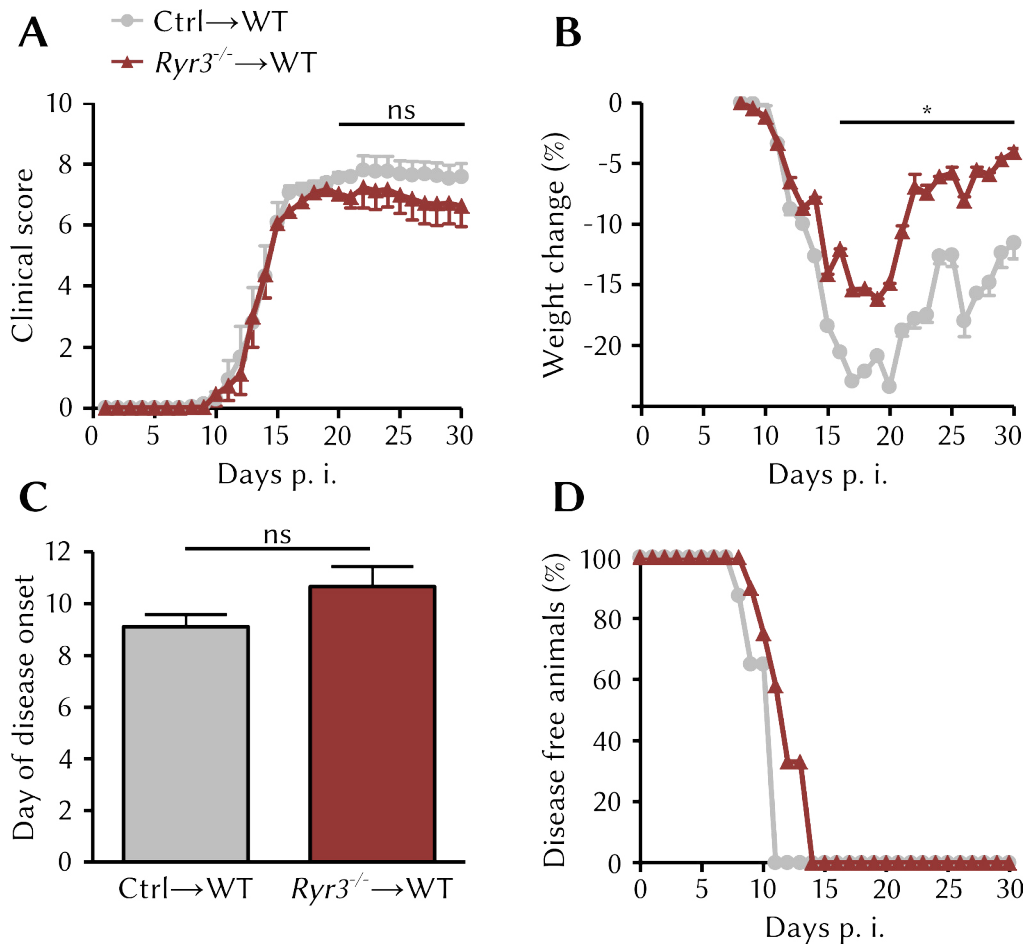 A
Ctrl→WT
Ryr3-/-→WT
10
8
6
4
2
0
Clinical score
ns
0 5 10 15 20 25 30
Days p. i.
B
0
-5
-10
-15
-20
Weight change (%)
*
0 5 10 15 20 25 30
Days p. i.
C
12
10
8
6
4
2
0
Day of disease onset
ns
Ctrl→WT Ryr3-/-→WT
D
100
80
60
40
20
0
Disease free animals (%)
0 5 10 15 20 25 30
Days p. i.